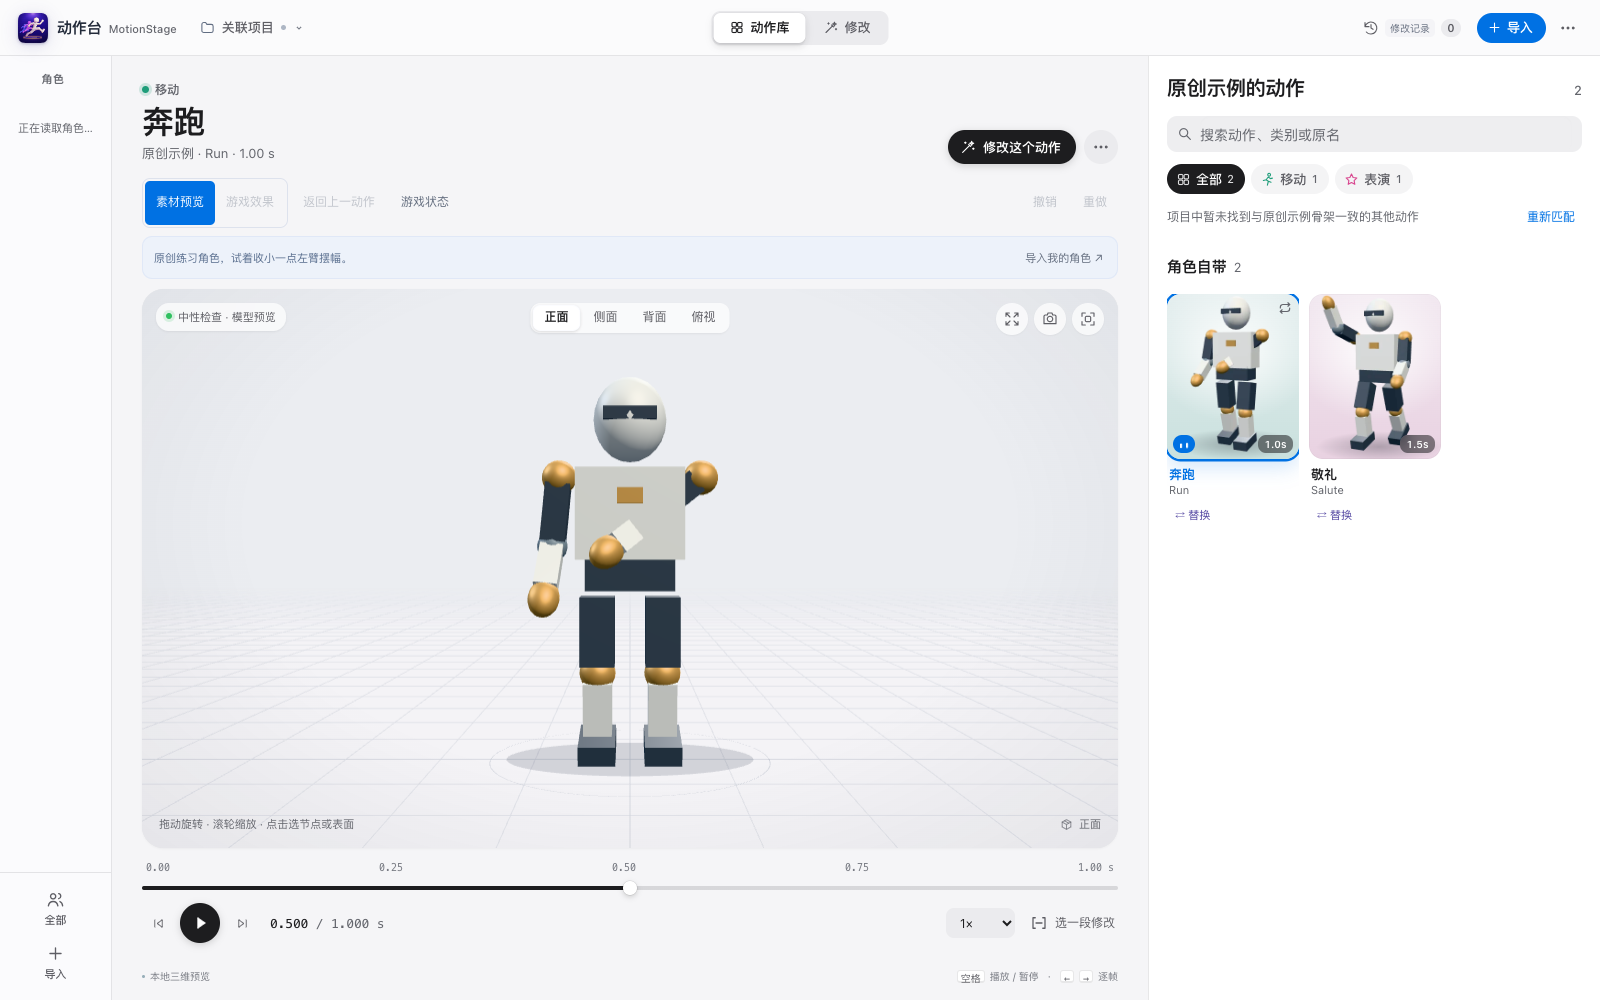 动作台 MotionStage 关联项目 动作库 修改 修改记录 0 导入
角色
正在读取角色...
全部
导入
移动
奔跑
原创示例 · Run · 1.00 s
修改这个动作
素材预览 游戏效果 返回上一动作 游戏状态 撤销 重做
原创练习角色，试着收小一点左臂摆幅。 导入我的角色
中性检查 · 模型预览 正面 侧面 背面 俯视
拖动旋转 · 滚轮缩放 · 点击选节点或表面 正面
0.00 0.25 0.50 0.75 1.00 s
0.500 / 1.000 s 1× 选一段修改
本地三维预览 空格 播放 / 暂停 · ← → 逐帧
原创示例的动作 2
搜索动作、类别或原名
全部 2 移动 1 表演 1
项目中暂未找到与原创示例骨架一致的其他动作 重新匹配
角色自带 2
1.0s 1.5s
奔跑 敬礼
Run Salute
替换 替换